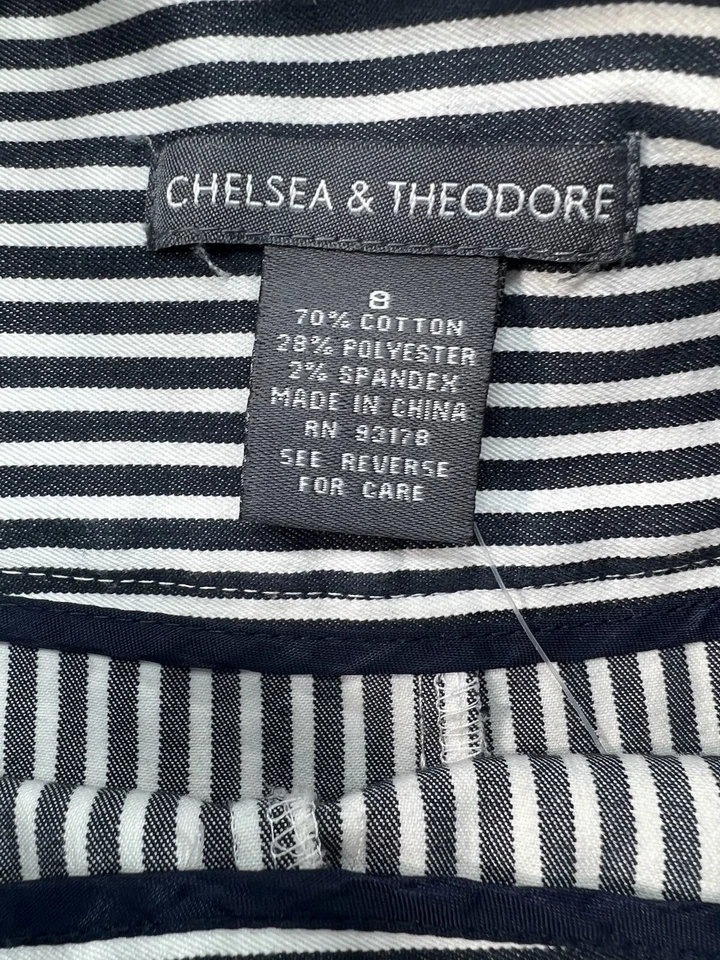 CHELSEA & THEODORE
8
70% COTTON
28% POLYESTER
2% SPANDEX
MADE IN CHINA
RN 93178
SEE REVERSE
FOR CARE